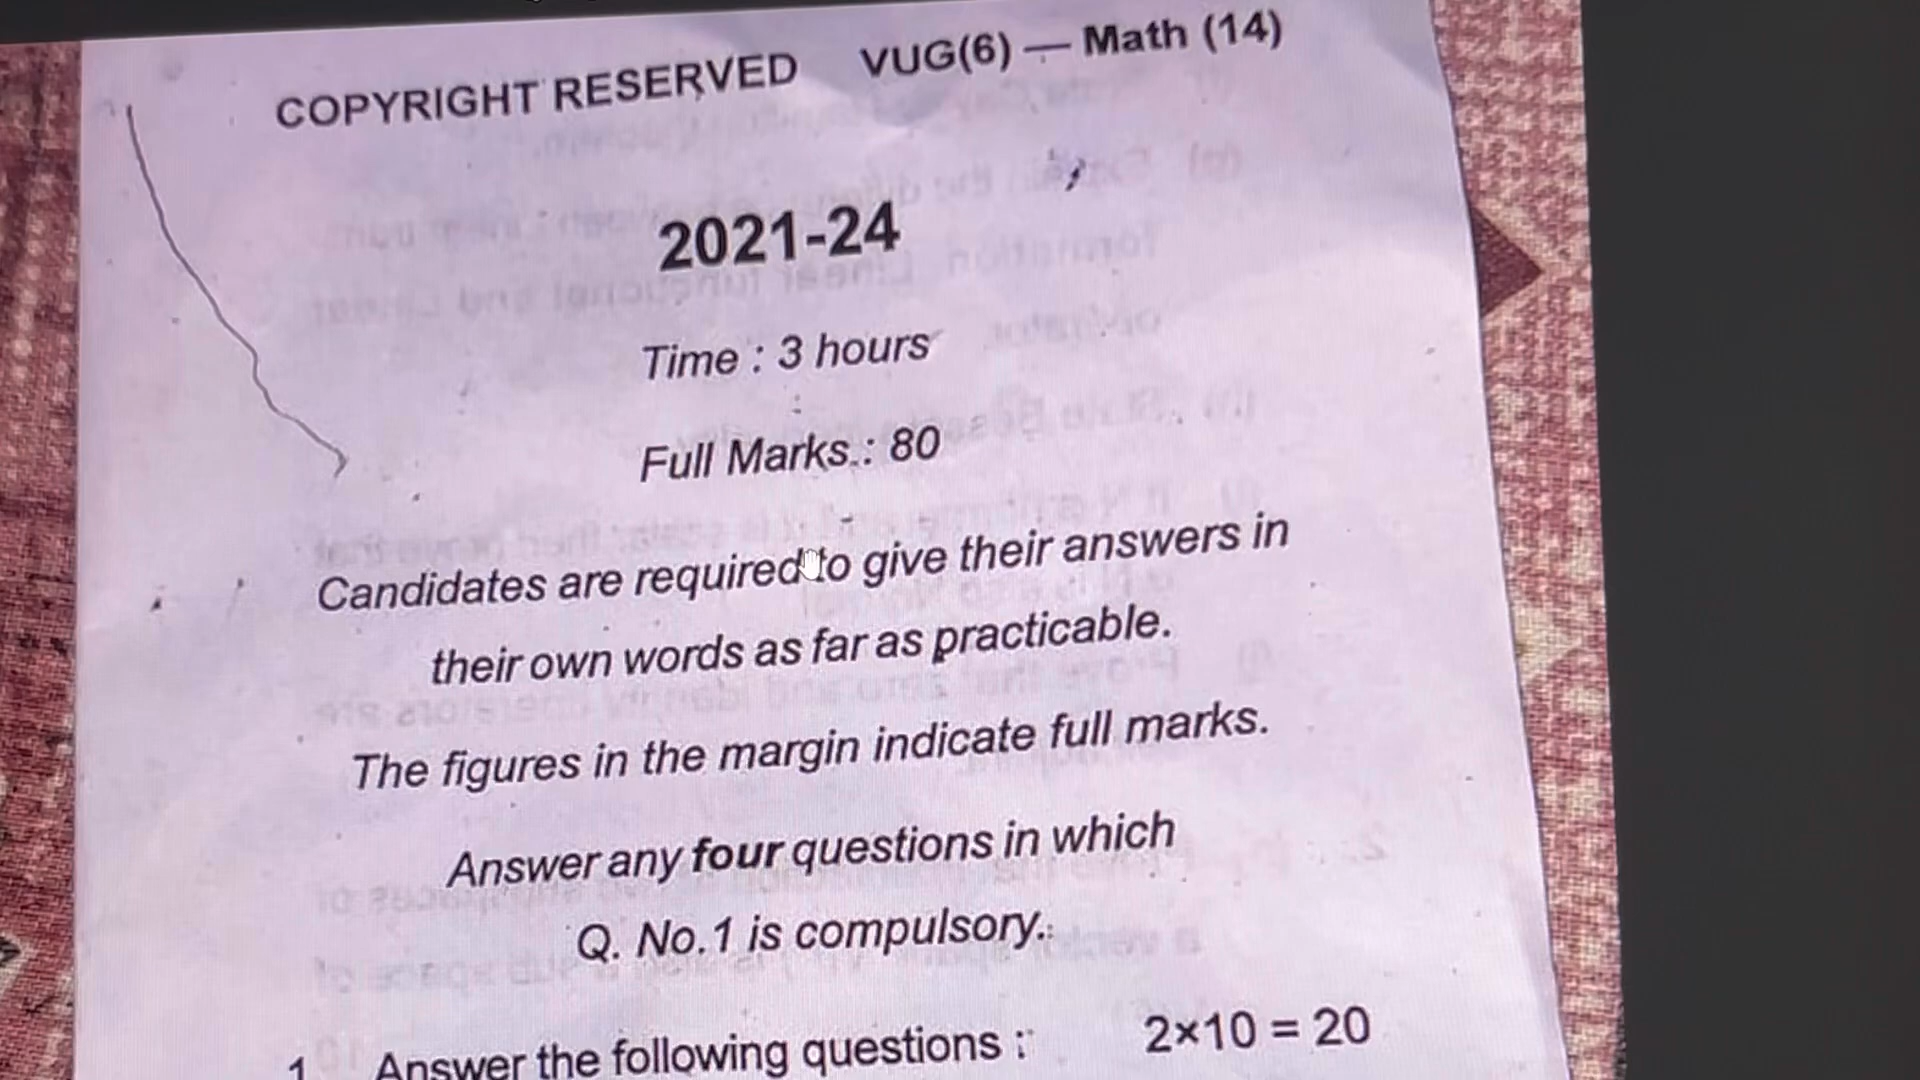 COPYRIGHT RESERVED VUG(6) — Math (14)
2021-24
Time : 3 hours
Full Marks : 80
Candidates are required to give their answers in
their own words as far as practicable.
The figures in the margin indicate full marks.
Answer any four questions in which
Q. No.1 is compulsory.
1. Answer the following questions : 2×10 = 20